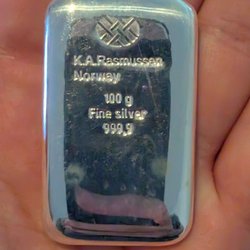 K.A.Rasmussen
Norway
100 g
Fine silver
999,9